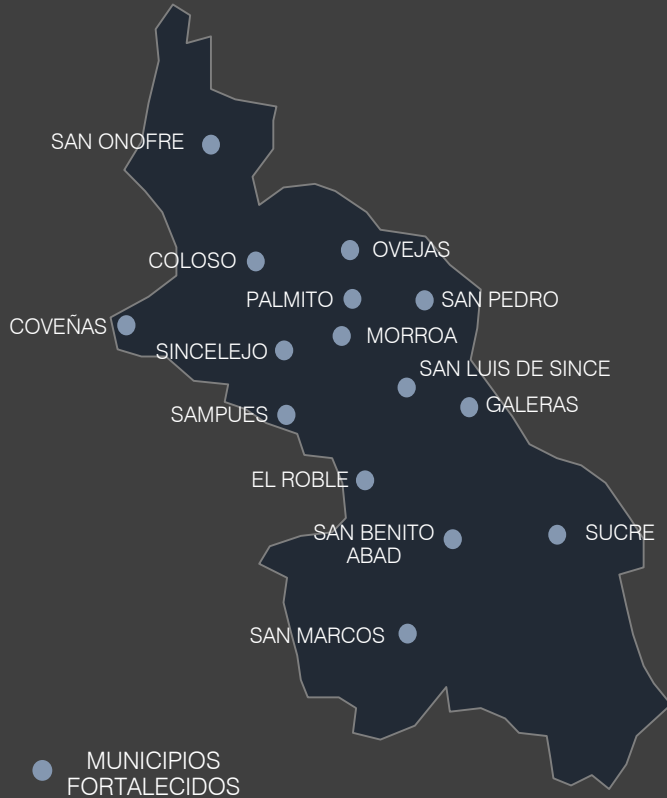 SAN ONOFRE
OVEJAS
COLOSO
PALMITO
SAN PEDRO
COVEÑAS
MORROA
SINCELEJO
SAN LUIS DE SINCE
GALERAS
SAMPUES
EL ROBLE
SAN BENITO
ABAD
SUCRE
SAN MARCOS
MUNICIPIOS
FORTALECIDOS